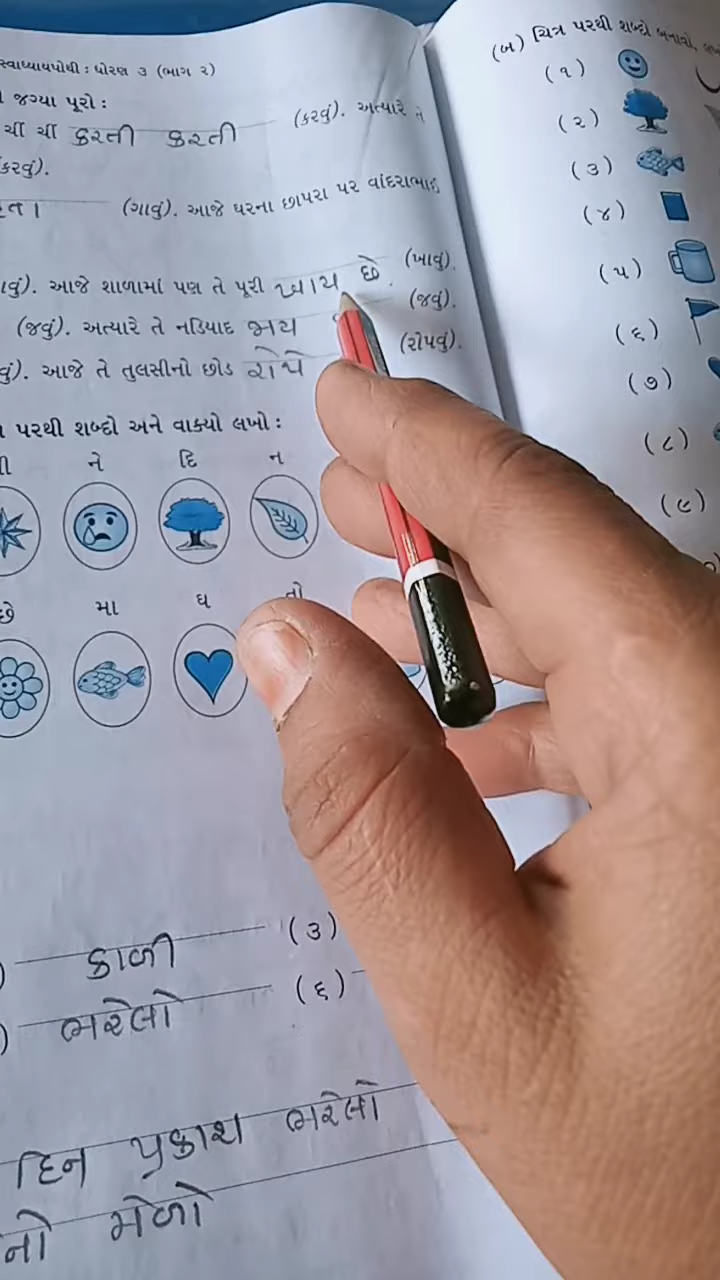 સ્વાધ્યાયપોથી : ધોરણ ૩ (ભાગ ૨)
જગ્યા પૂરો :
ચીં ચીં કરતી કરતી (કરવું). અત્યારે તે
કરવું).
(ગાવું). આજે ઘરના છાપરા પર વાંદરાભાઈ
વું). આજે શાળામાં પણ તે પૂરી ખાય છે. (ખાવું).
(જવું). અત્યારે તે નડિયાદ જાય (જવું).
વું). આજે તે તુલસીનો છોડ રોપે (રોપવું).
પરથી શબ્દો અને વાક્યો લખો :
ને દિ ન
છે મા ઘ તો
કાળી (૩)
ભરેલો (૬)
દિન પ્રકાશ ભરેલો
નો મેળો
(બ) ચિત્ર પરથી શબ્દો બનાવો,
(૧)
(૨)
(૩)
(૪)
(૫)
(૬)
(૭)
(૮)
(૯)